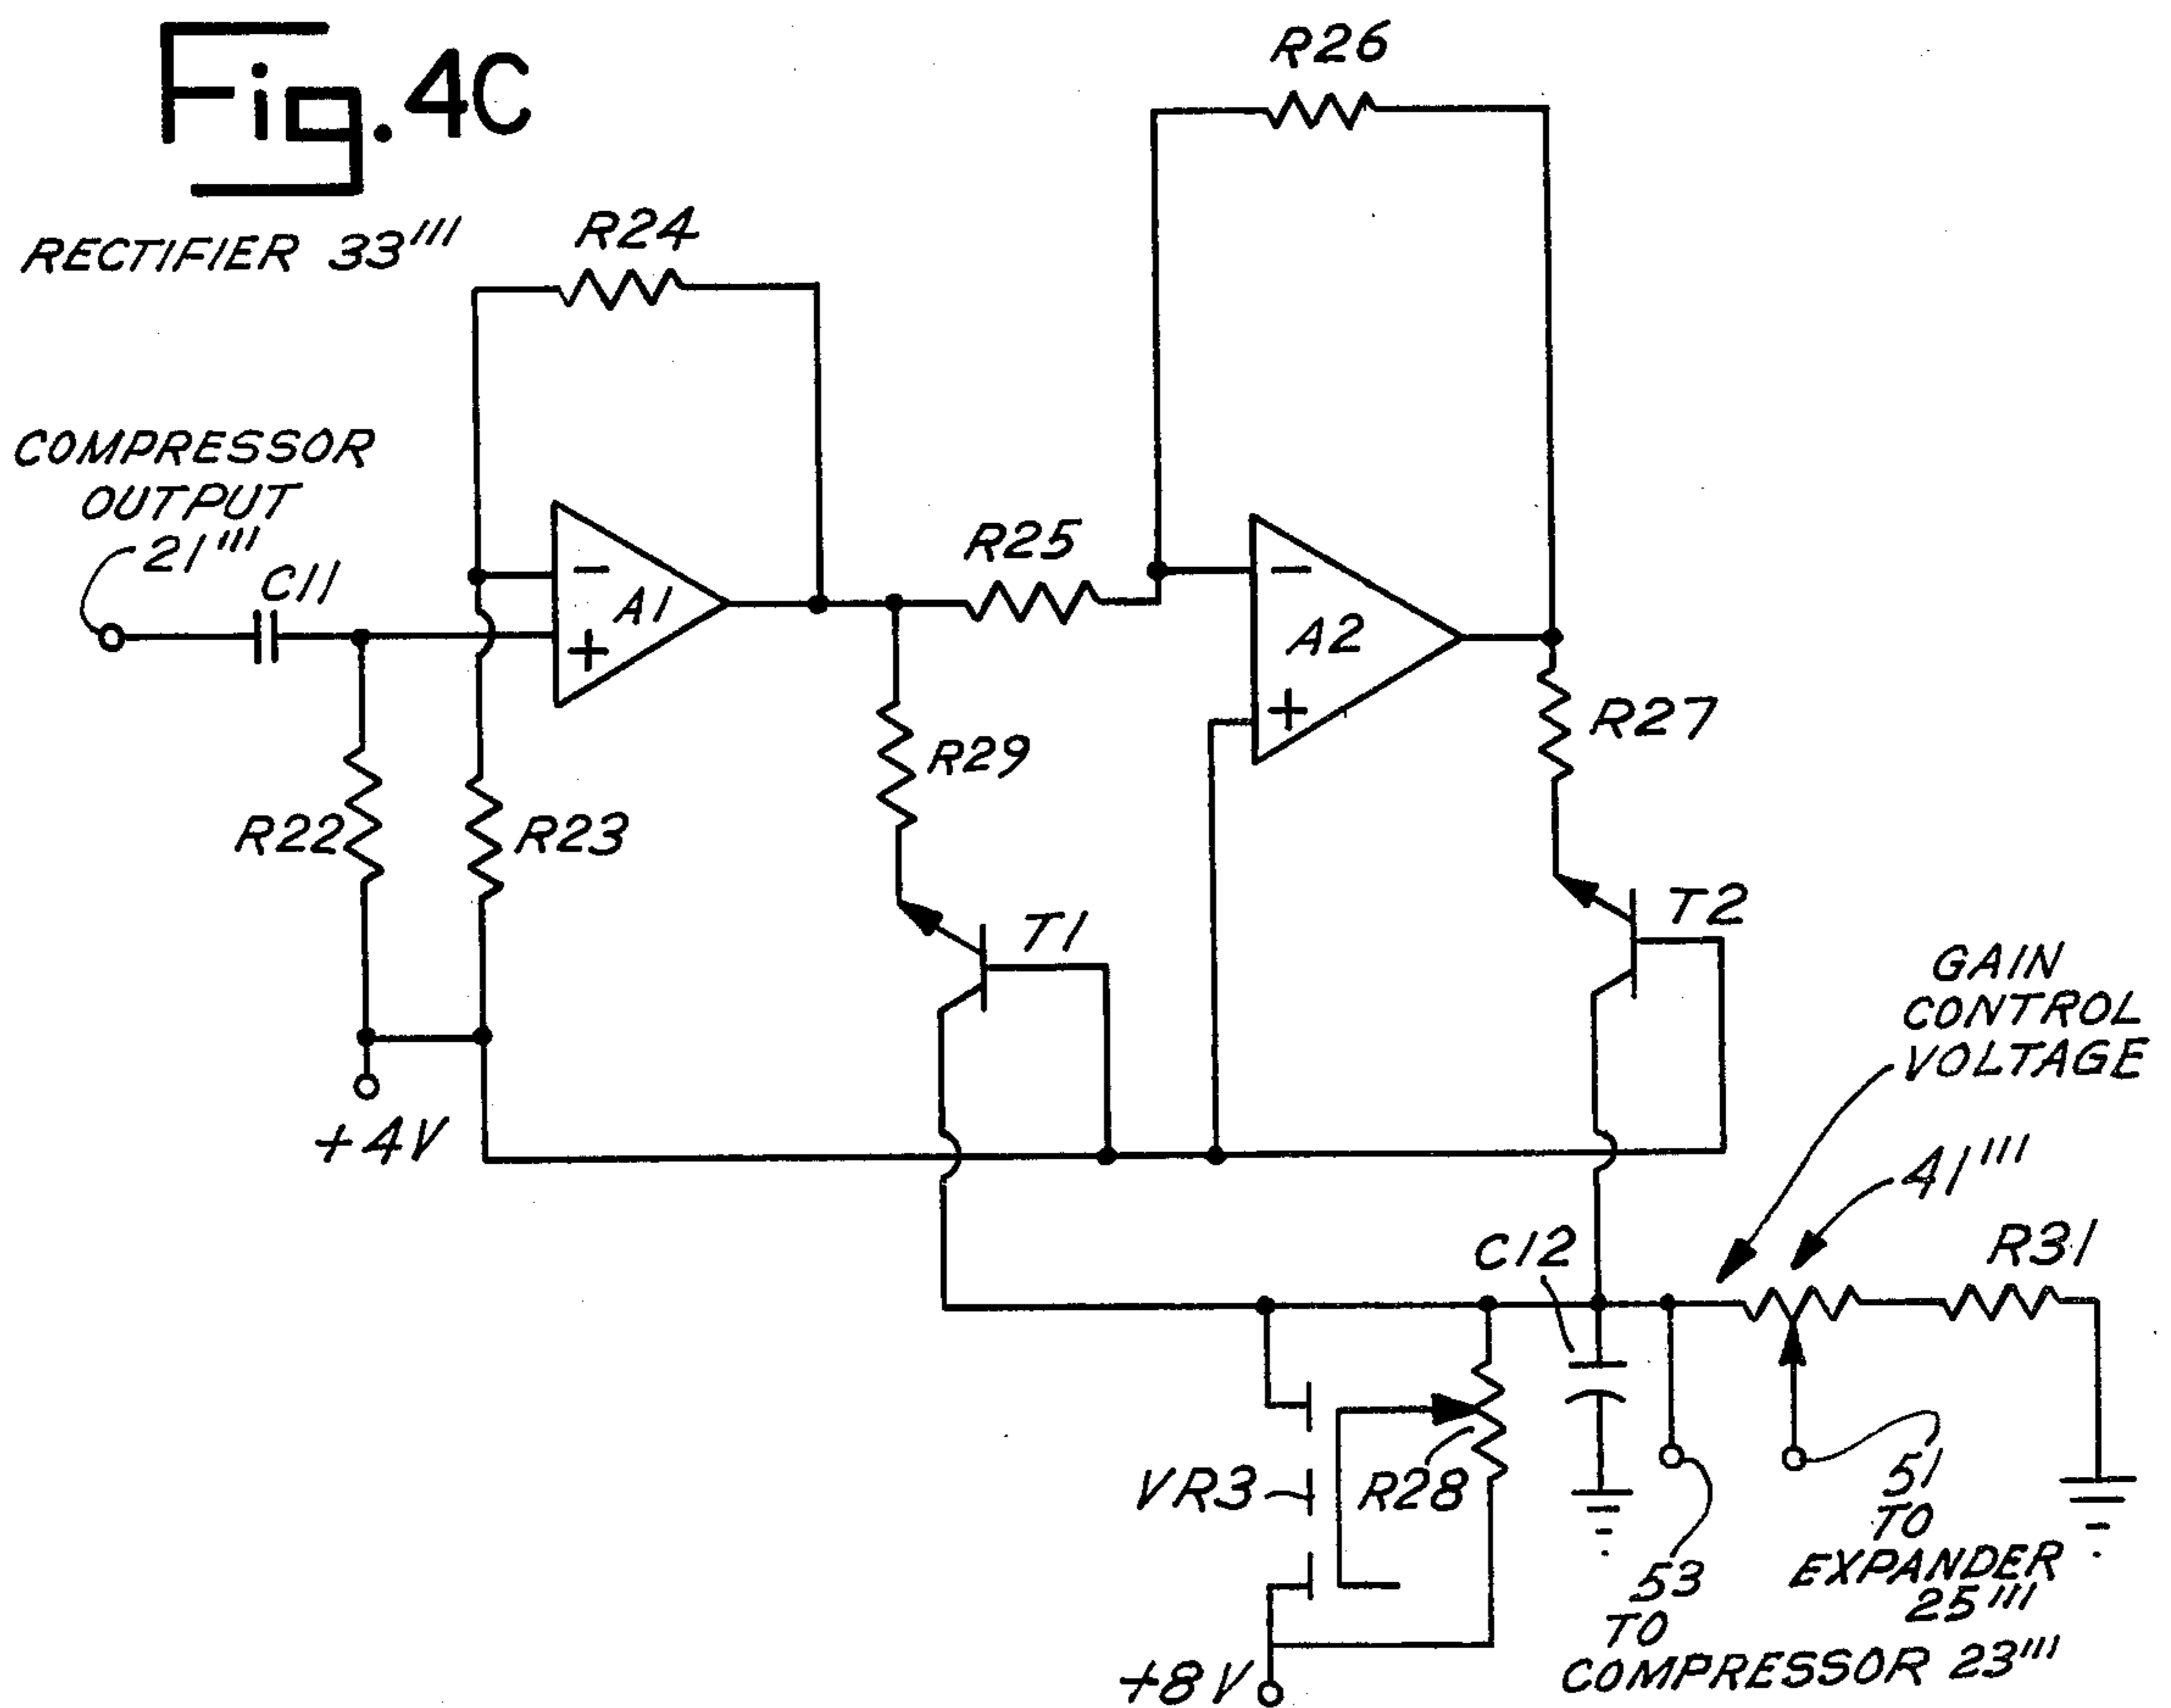 Fig. 4C
RECTIFIER 33'''
R26
R24
COMPRESSOR
OUTPUT
21'''
C11
-
A1
+
R25
-
A2
+
R27
R29
R22
R23
T1
T2
GAIN
CONTROL
VOLTAGE
+4V
41'''
C12
R31
VR3
R28
51
TO
EXPANDER
25'''
53
TO
COMPRESSOR 23'''
+8V